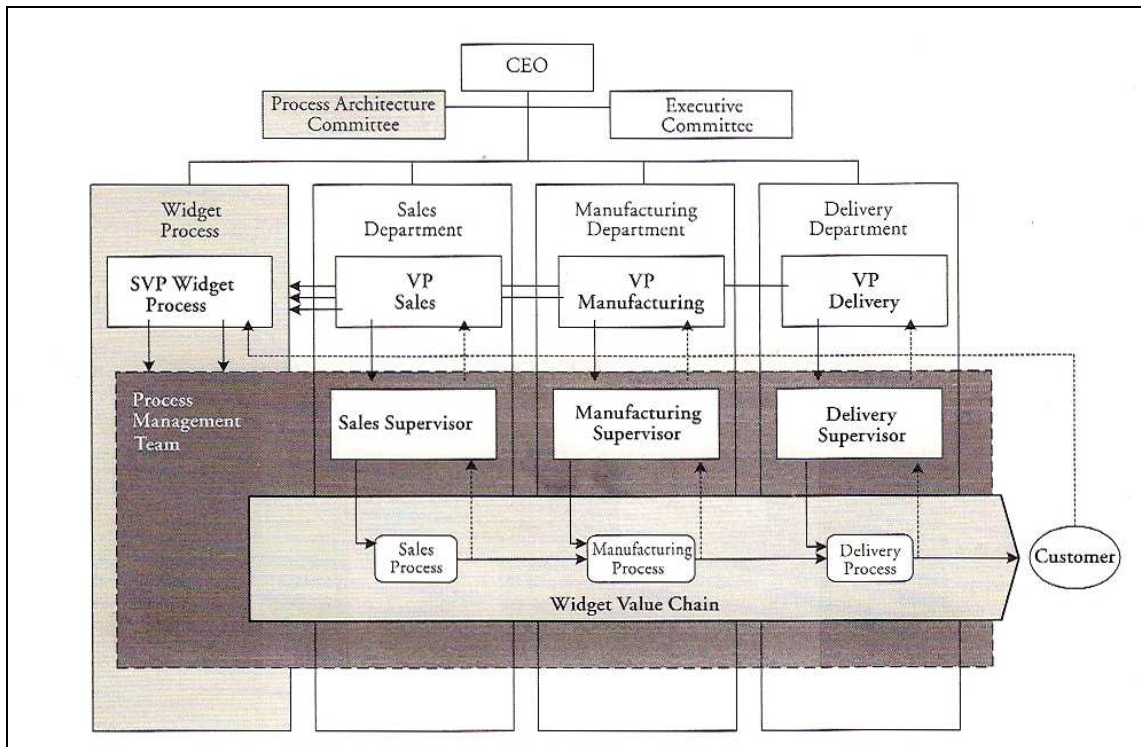 CEO
Process Architecture
Committee
Executive
Committee
Widget
Process
Sales
Department
Manufacturing
Department
Delivery
Department
SVP Widget
Process
VP
Sales
VP
Manufacturing
VP
Delivery
Process
Management
Team
Sales Supervisor
Manufacturing
Supervisor
Delivery
Supervisor
Sales
Process
Manufacturing
Process
Delivery
Process
Customer
Widget Value Chain